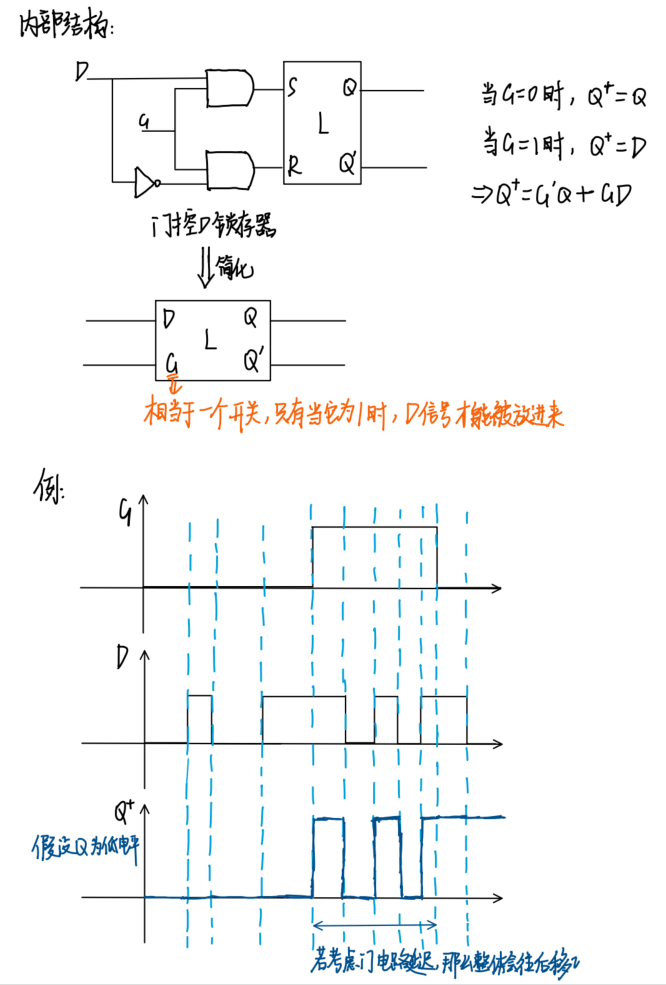 内部结构:
D
G
S Q
L
R Q'
当G=0时, Q⁺=Q
当G=1时, Q⁺=D
⇒Q⁺=G'Q+GD
门控D锁存器
简化
D Q
L
G Q'
相当于一个开关,只有当它为1时,D信号才能被放进来
例:
G
D
Q⁺
假设Q为低电平
若考虑门电路延迟,那么整体会往后移